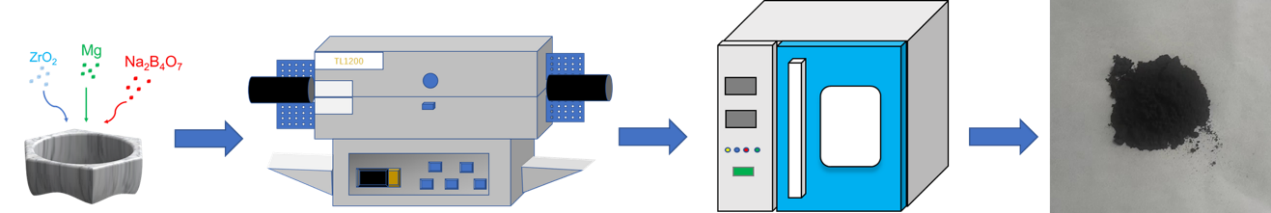 ZrO₂
Mg
Na₂B₄O₇
TL1200